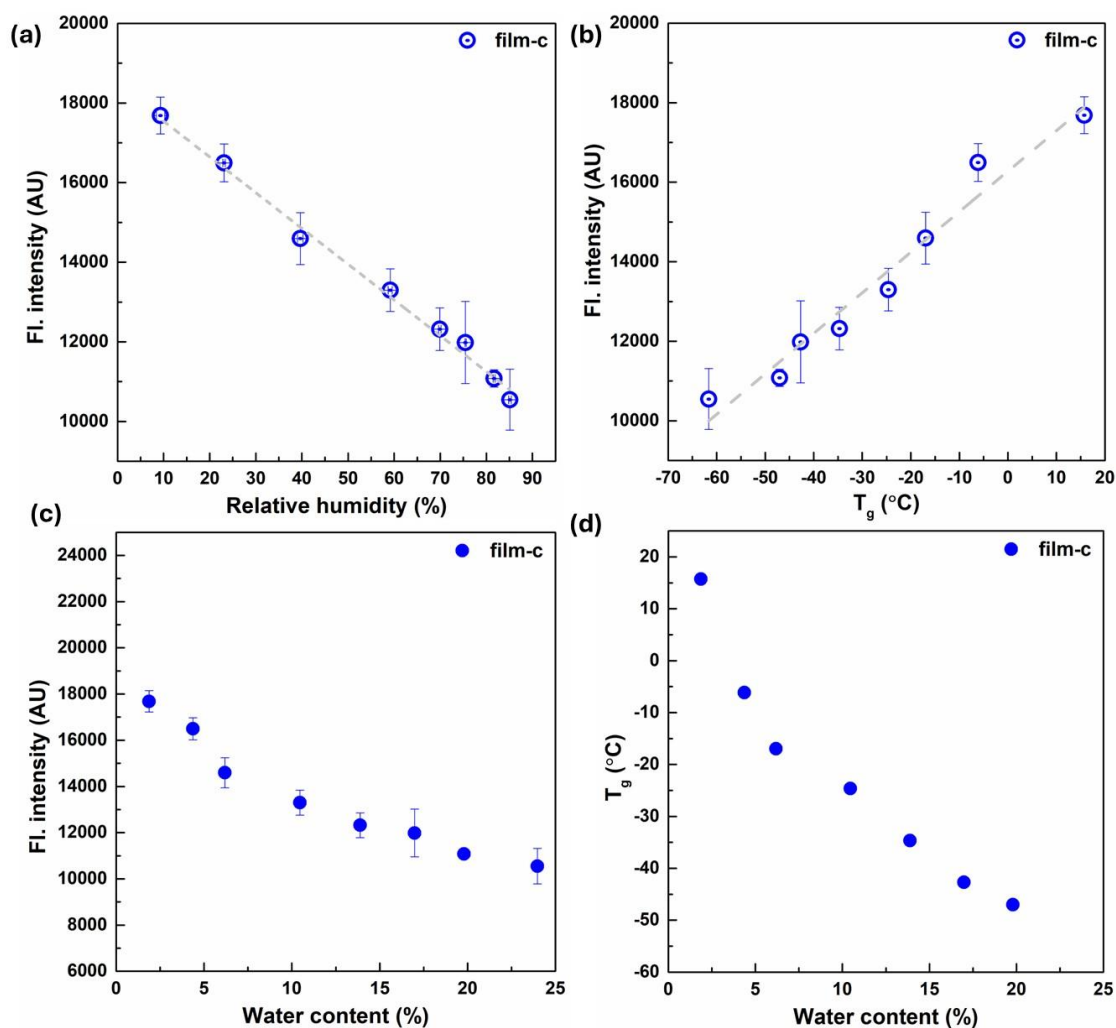 (a)
film-c
20000
18000
16000
14000
12000
10000
Fl. intensity (AU)
0 10 20 30 40 50 60 70 80 90
Relative humidity (%)
(b)
film-c
20000
18000
16000
14000
12000
10000
Fl. intensity (AU)
-70 -60 -50 -40 -30 -20 -10 0 10 20
Tg (°C)
(c)
film-c
24000
22000
20000
18000
16000
14000
12000
10000
8000
6000
Fl. intensity (AU)
0 5 10 15 20 25
Water content (%)
(d)
film-c
20
10
0
-10
-20
-30
-40
-50
-60
Tg (°C)
0 5 10 15 20 25
Water content (%)